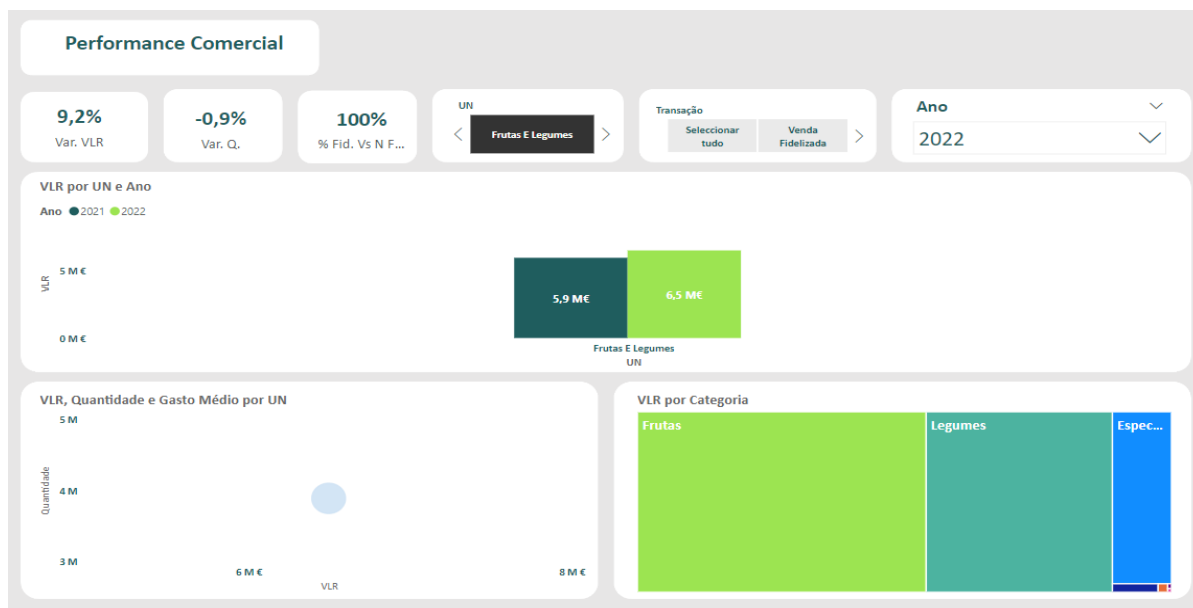 Performance Comercial
9,2%
Var. VLR
-0,9%
Var. Q.
100%
% Fid. Vs N F...
UN
Frutas E Legumes
Transação
Seleccionar
tudo
Venda
Fidelizada
Ano
2022
VLR por UN e Ano
Ano 2021 2022
VLR
5 M €
0 M €
5,9 M€
6,5 M€
Frutas E Legumes
UN
VLR, Quantidade e Gasto Médio por UN
Quantidade
5 M
4 M
3 M
6 M €
8 M €
VLR
VLR por Categoria
Frutas
Legumes
Espec...